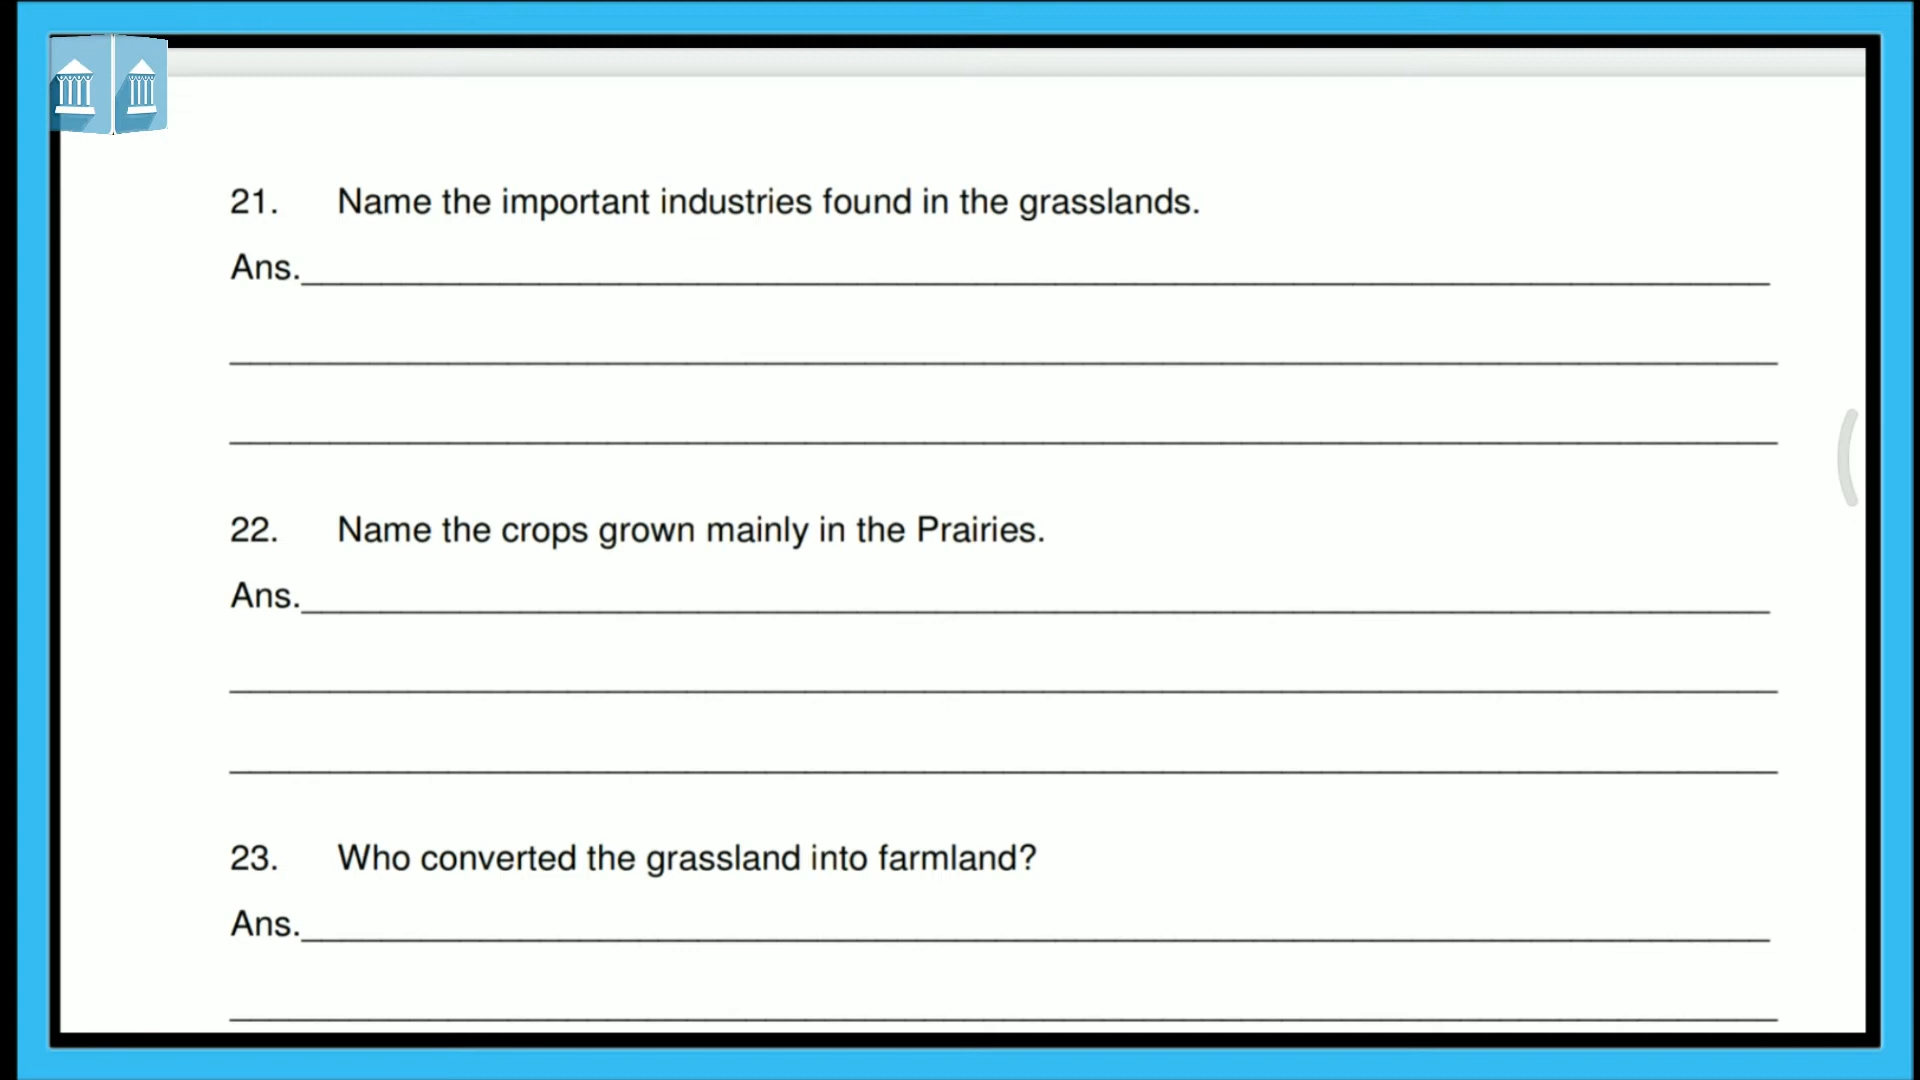 21. Name the important industries found in the grasslands.
Ans.
22. Name the crops grown mainly in the Prairies.
Ans.
23. Who converted the grassland into farmland?
Ans.